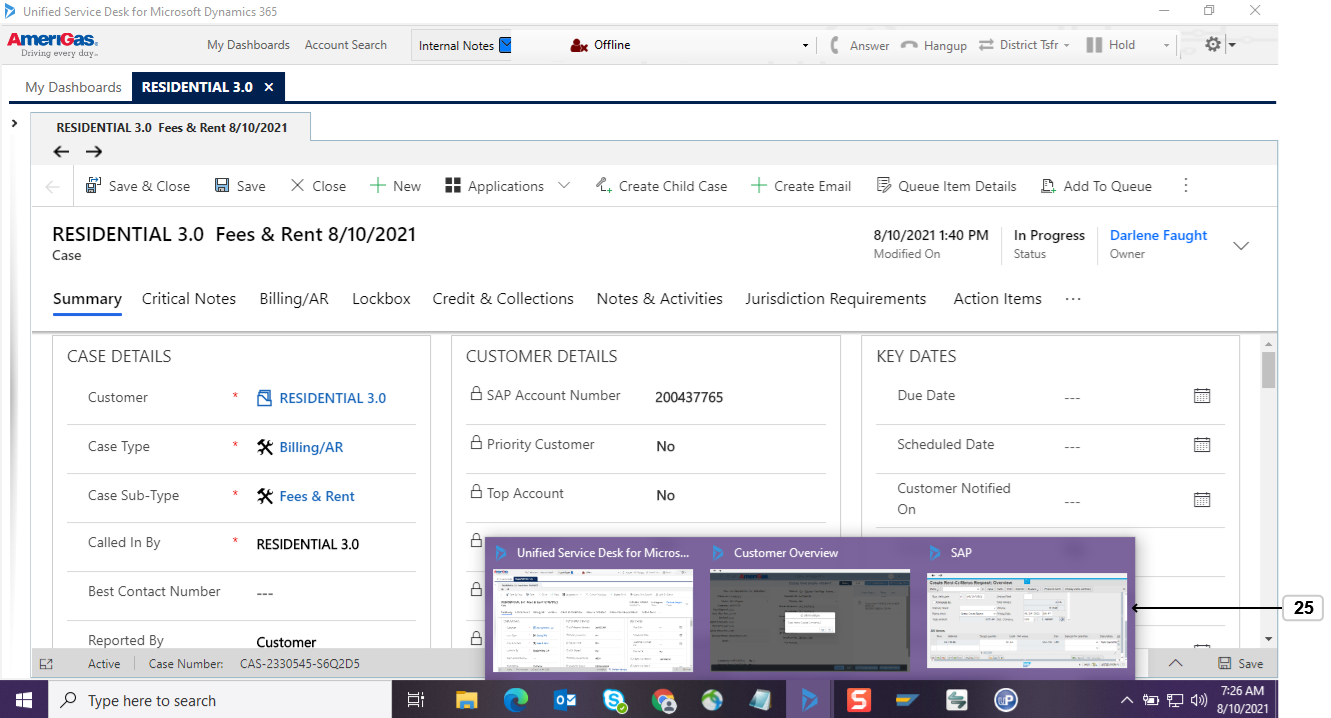 Unified Service Desk for Microsoft Dynamics 365
AmeriGas
Driving every day
My Dashboards Account Search Internal Notes Offline Answer Hangup District Tsfr Hold
My Dashboards RESIDENTIAL 3.0 ×
RESIDENTIAL 3.0 Fees & Rent 8/10/2021
Save & Close Save Close New Applications Create Child Case Create Email Queue Item Details Add To Queue
RESIDENTIAL 3.0 Fees & Rent 8/10/2021
Case
8/10/2021 1:40 PM In Progress Darlene Faught
Modified On Status Owner
Summary Critical Notes Billing/AR Lockbox Credit & Collections Notes & Activities Jurisdiction Requirements Action Items ...
CASE DETAILS
Customer * RESIDENTIAL 3.0
Case Type * Billing/AR
Case Sub-Type * Fees & Rent
Called In By * RESIDENTIAL 3.0
Best Contact Number ---
Reported By Customer
CUSTOMER DETAILS
SAP Account Number 200437765
Priority Customer No
Top Account No
KEY DATES
Due Date ---
Scheduled Date ---
Customer Notified
On ---
Unified Service Desk for Micros... Customer Overview SAP
Create Rent-Ci-Memo Request: Overview
25
Active Case Number: CAS-2330545-S6Q2D5 Save
Type here to search
7:26 AM
8/10/2021